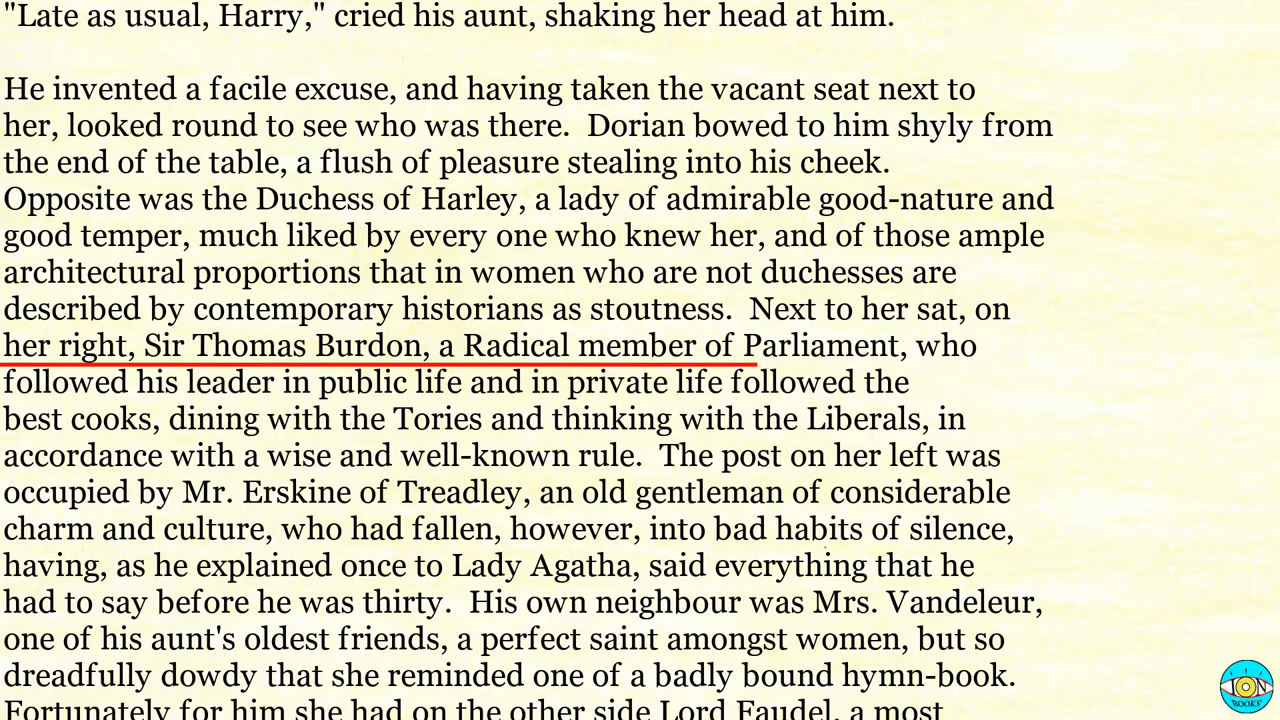 "Late as usual, Harry," cried his aunt, shaking her head at him.
He invented a facile excuse, and having taken the vacant seat next to
her, looked round to see who was there.  Dorian bowed to him shyly from
the end of the table, a flush of pleasure stealing into his cheek.
Opposite was the Duchess of Harley, a lady of admirable good-nature and
good temper, much liked by every one who knew her, and of those ample
architectural proportions that in women who are not duchesses are
described by contemporary historians as stoutness.  Next to her sat, on
her right, Sir Thomas Burdon, a Radical member of Parliament, who
followed his leader in public life and in private life followed the
best cooks, dining with the Tories and thinking with the Liberals, in
accordance with a wise and well-known rule.  The post on her left was
occupied by Mr. Erskine of Treadley, an old gentleman of considerable
charm and culture, who had fallen, however, into bad habits of silence,
having, as he explained once to Lady Agatha, said everything that he
had to say before he was thirty.  His own neighbour was Mrs. Vandeleur,
one of his aunt's oldest friends, a perfect saint amongst women, but so
dreadfully dowdy that she reminded one of a badly bound hymn-book.
Fortunately for him she had on the other side Lord Faudel, a most
ION
BOOKS